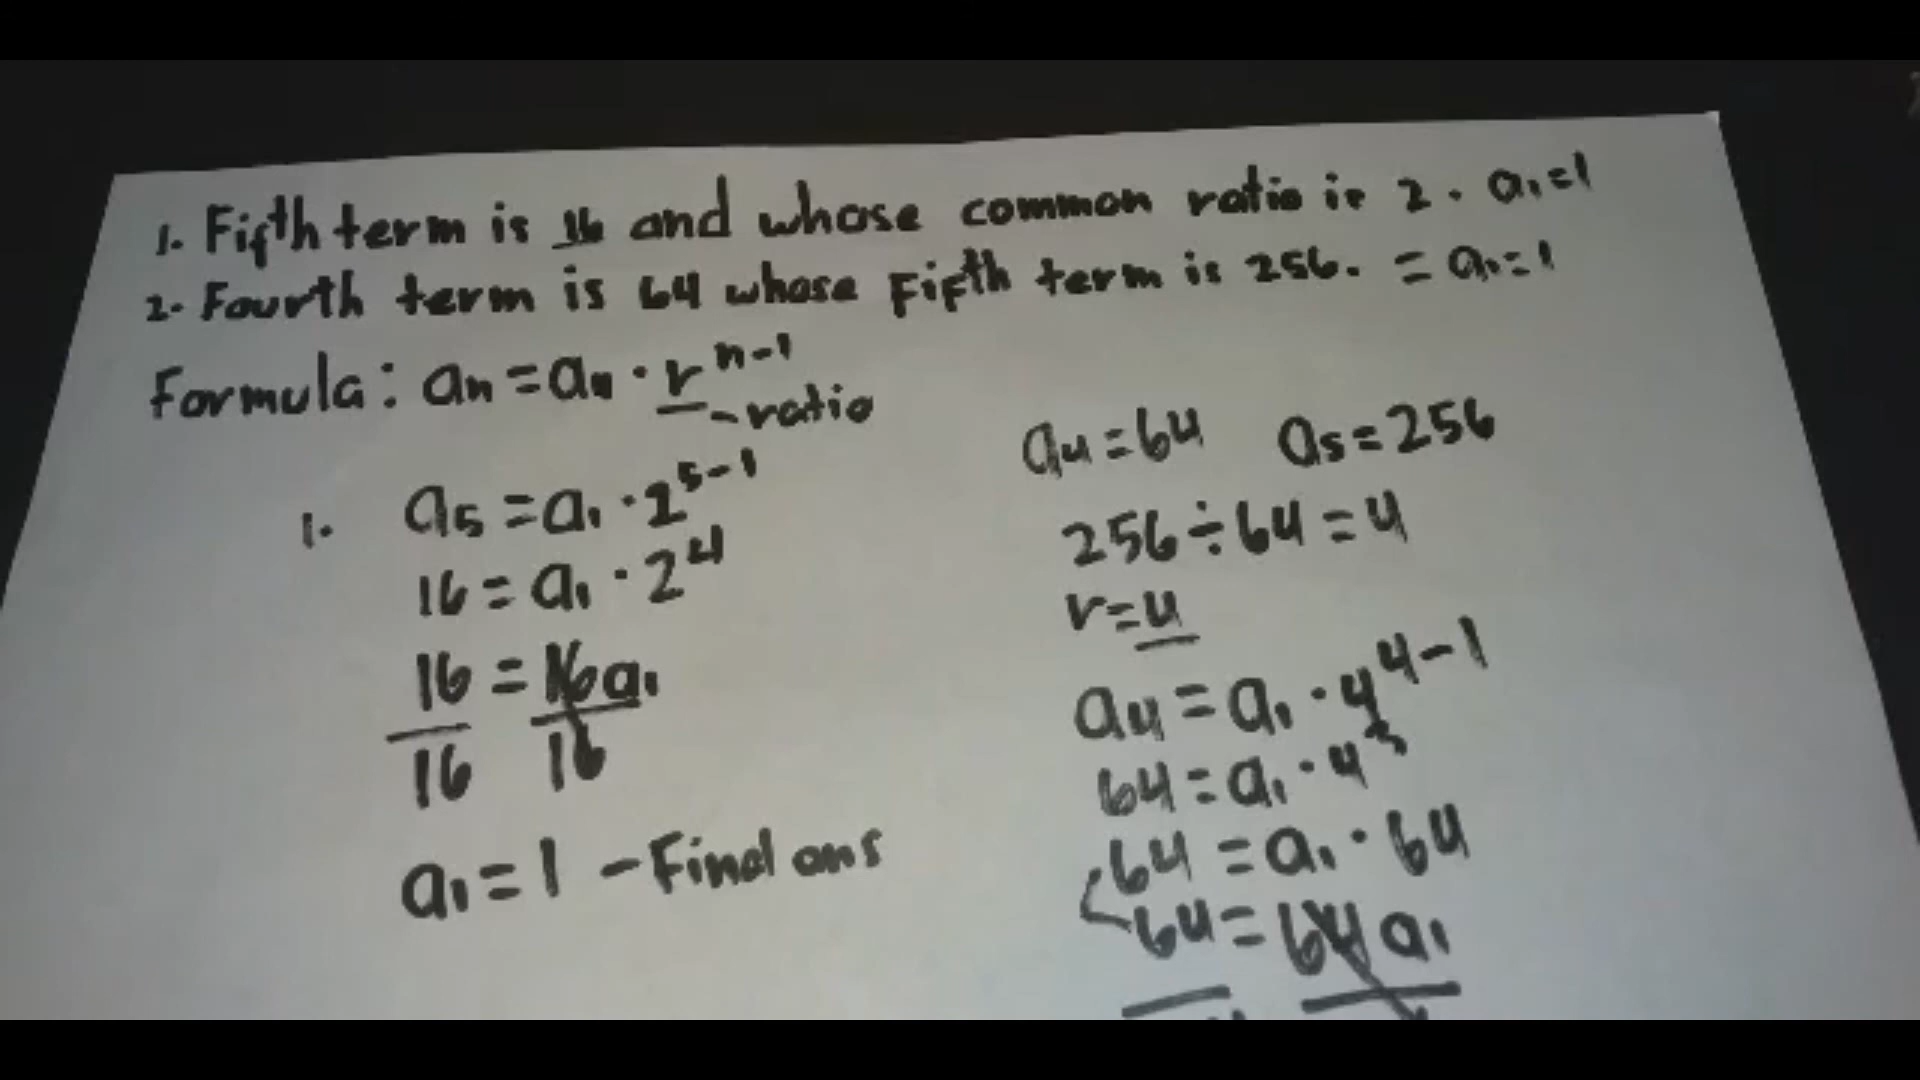 1. Fifth term is 16 and whose common ratio is 2. a₁=1
2. Fourth term is 64 whose Fifth term is 256. = a₁=1
Formula: an = an · r^n-1
- ratio
1. a5 = a₁ · 2^5-1
16 = a₁ · 2^4
16 = 16a₁
16 16
a₁ = 1 - Final ans
a4 = 64 a5 = 256
256 ÷ 64 = 4
r = 4
a4 = a₁ · 4^4-1
64 = a₁ · 4^3
64 = a₁ · 64
64 = 64 a₁